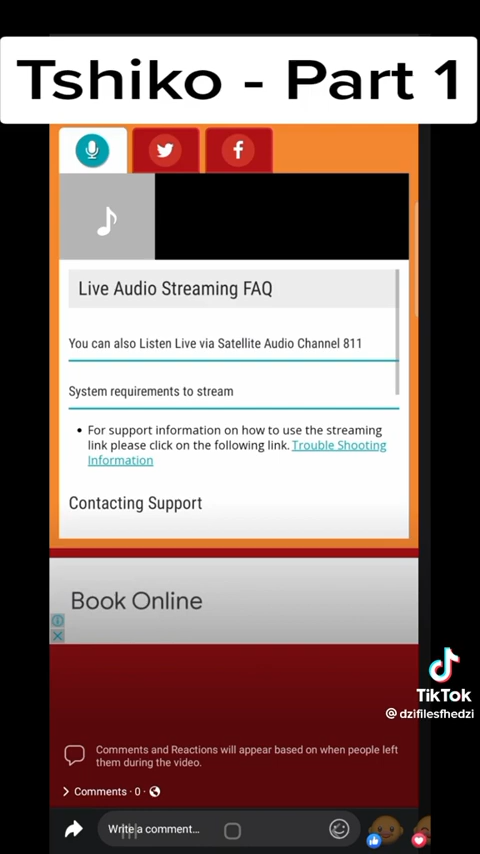 Tshiko - Part 1
Live Audio Streaming FAQ
You can also Listen Live via Satellite Audio Channel 811
System requirements to stream
• For support information on how to use the streaming
link please click on the following link. Trouble Shooting
Information
Contacting Support
Book Online
TikTok
@dzifilesfhedzi
Comments and Reactions will appear based on when people left
them during the video.
Comments · 0 ·
Write a comment...